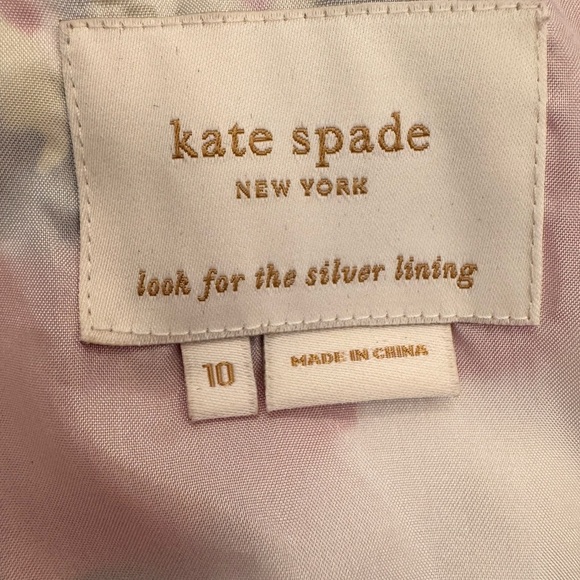 kate spade
NEW YORK
look for the silver lining
10
MADE IN CHINA